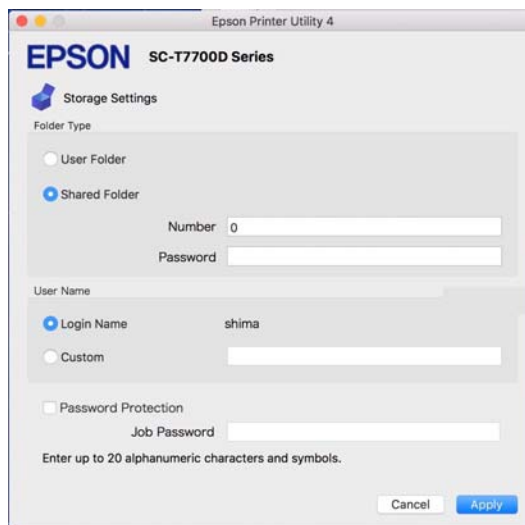 Epson Printer Utility 4
EPSON SC-T7700D Series
Storage Settings
Folder Type
User Folder
Shared Folder
Number 0
Password
User Name
Login Name shima
Custom
Password Protection
Job Password
Enter up to 20 alphanumeric characters and symbols.
Cancel Apply